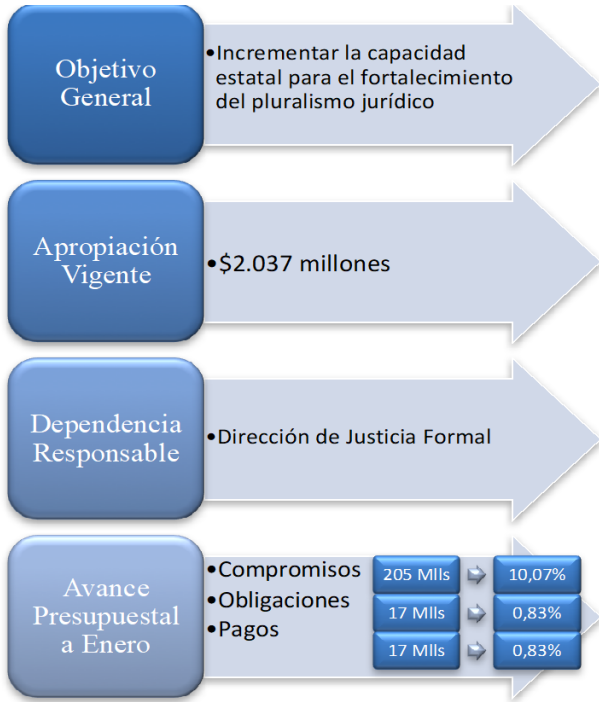 Objetivo
General
•Incrementar la capacidad
estatal para el fortalecimiento
del pluralismo jurídico
Apropiación
Vigente
•$2.037 millones
Dependencia
Responsable
•Dirección de Justicia Formal
Avance
Presupuestal
a Enero
•Compromisos
•Obligaciones
•Pagos
205 Mlls 10,07%
17 Mlls 0,83%
17 Mlls 0,83%